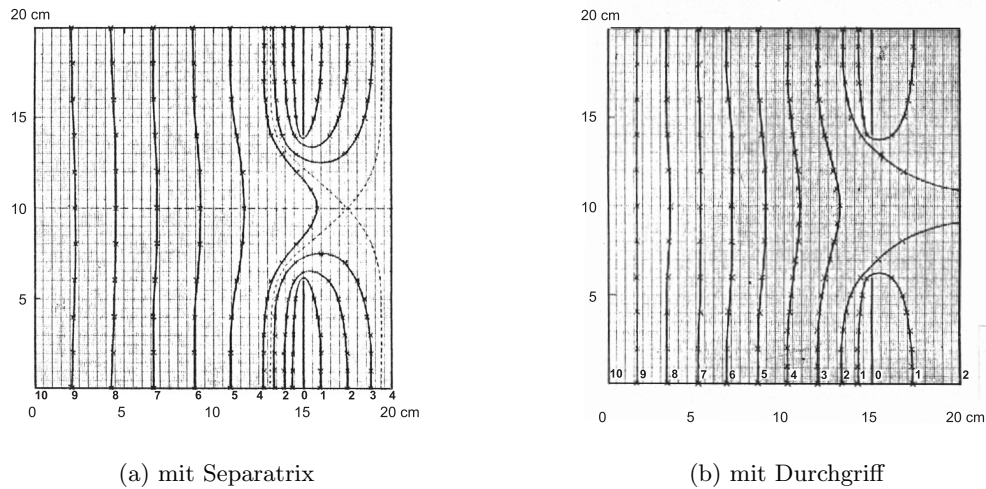 20 cm
15
10
5
10 9 8 7 6 5 4 2 0 1 2 3 4
0 5 10 15 20 cm
(a) mit Separatrix
20 cm
15
10
5
10 9 8 7 6 5 4 3 2 1 0 1 2
0 5 10 15 20 cm
(b) mit Durchgriff